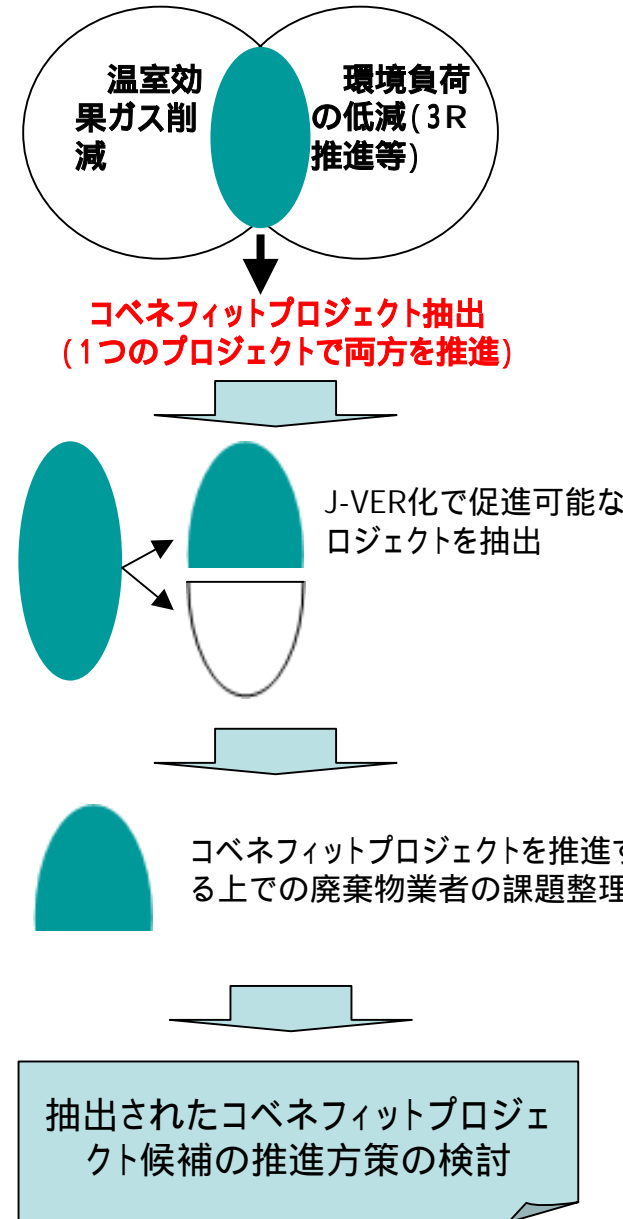 温室効
果ガス削
減
環境負荷
の低減(3R
推進等)
コベネフィットプロジェクト抽出
(1つのプロジェクトで両方を推進)
J-VER化で促進可能な
ロジェクトを抽出
コベネフィットプロジェクトを推進す
る上での廃棄物業者の課題整理
抽出されたコベネフィットプロジェ
クト候補の推進方策の検討